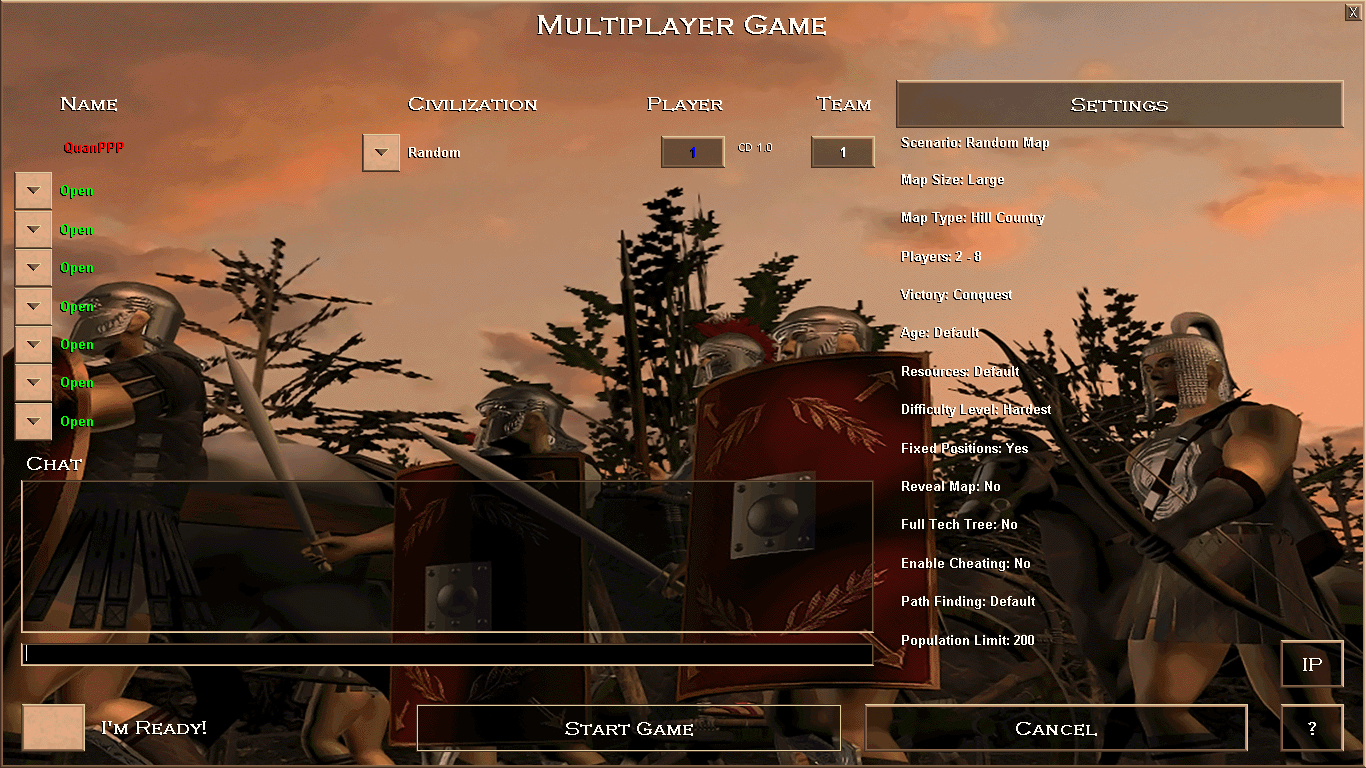 Multiplayer Game
X
Name Civilization Player Team Settings
QuanPPP Random 1 CD 1.0 1
Open
Open
Open
Open
Open
Open
Open
Scenario: Random Map
Map Size: Large
Map Type: Hill Country
Players: 2 - 8
Victory: Conquest
Age: Default
Resources: Default
Difficulty Level: Hardest
Fixed Positions: Yes
Reveal Map: No
Full Tech Tree: No
Enable Cheating: No
Path Finding: Default
Population Limit: 200
Chat
IP
I'm Ready! Start Game Cancel ?